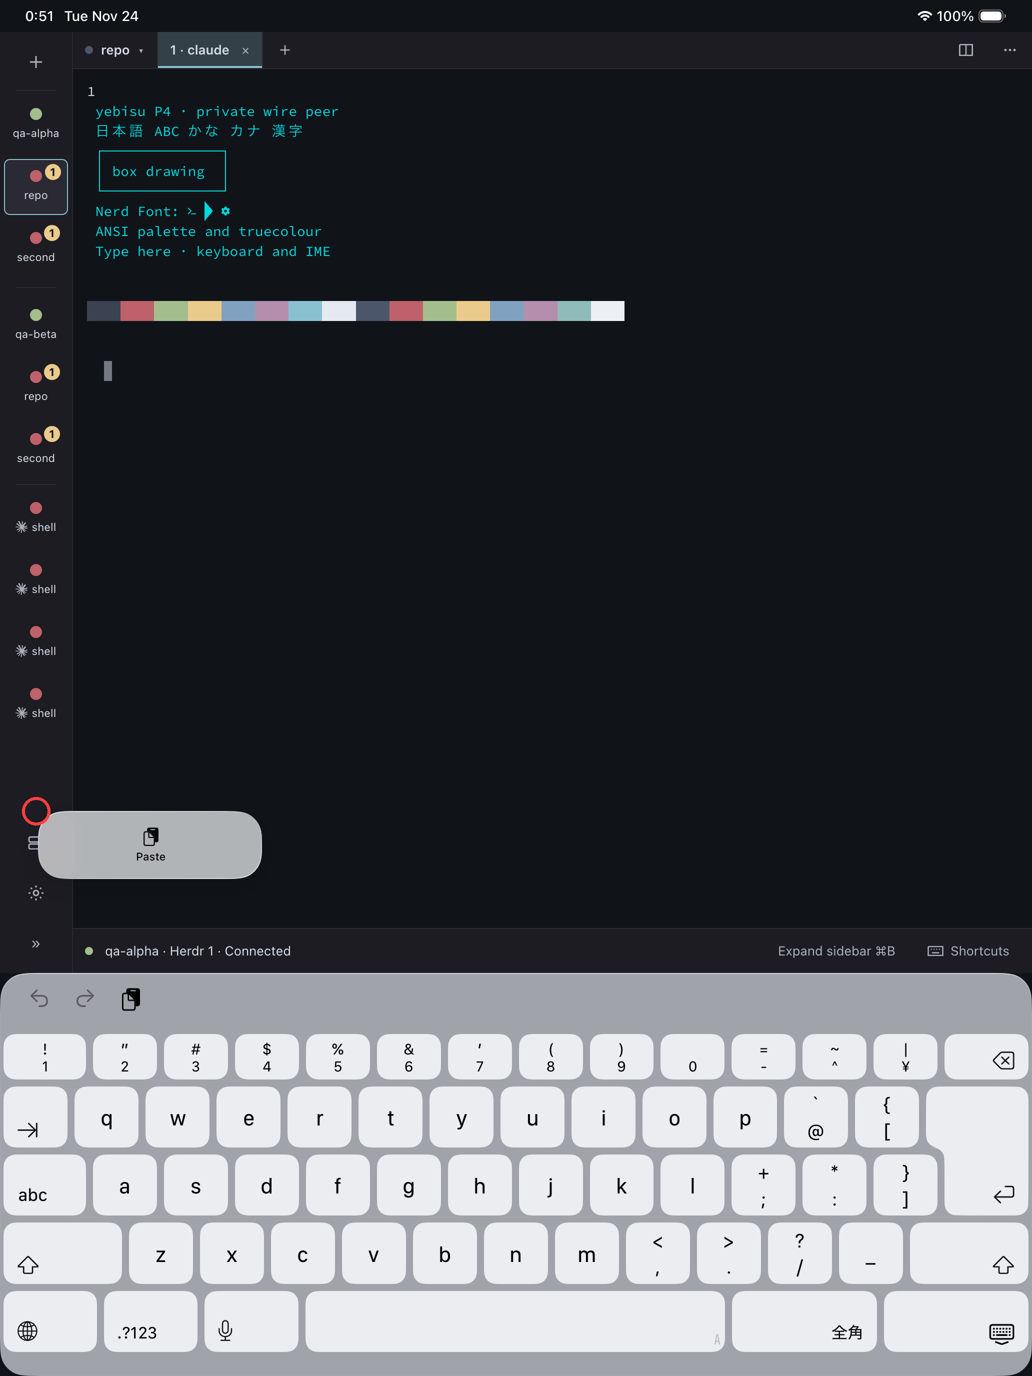 0:51 Tue Nov 24
100%
repo
1 · claude
qa-alpha
1
repo
1
second
qa-beta
1
repo
1
second
shell
shell
shell
shell
1
yebisu P4 · private wire peer
日本語 ABC かな カナ 漢字
box drawing
Nerd Font:
ANSI palette and truecolour
Type here · keyboard and IME
Paste
»
qa-alpha · Herdr 1 · Connected
Expand sidebar ⌘B
Shortcuts
! " # $ % & ' ( ) = ~ |
1 2 3 4 5 6 7 8 9 0 - ^ ¥
q w e r t y u i o p ` @ { [
abc a s d f g h j k l + ; * : } ]
z x c v b n m < , > . ? / _
.?123
A
全角